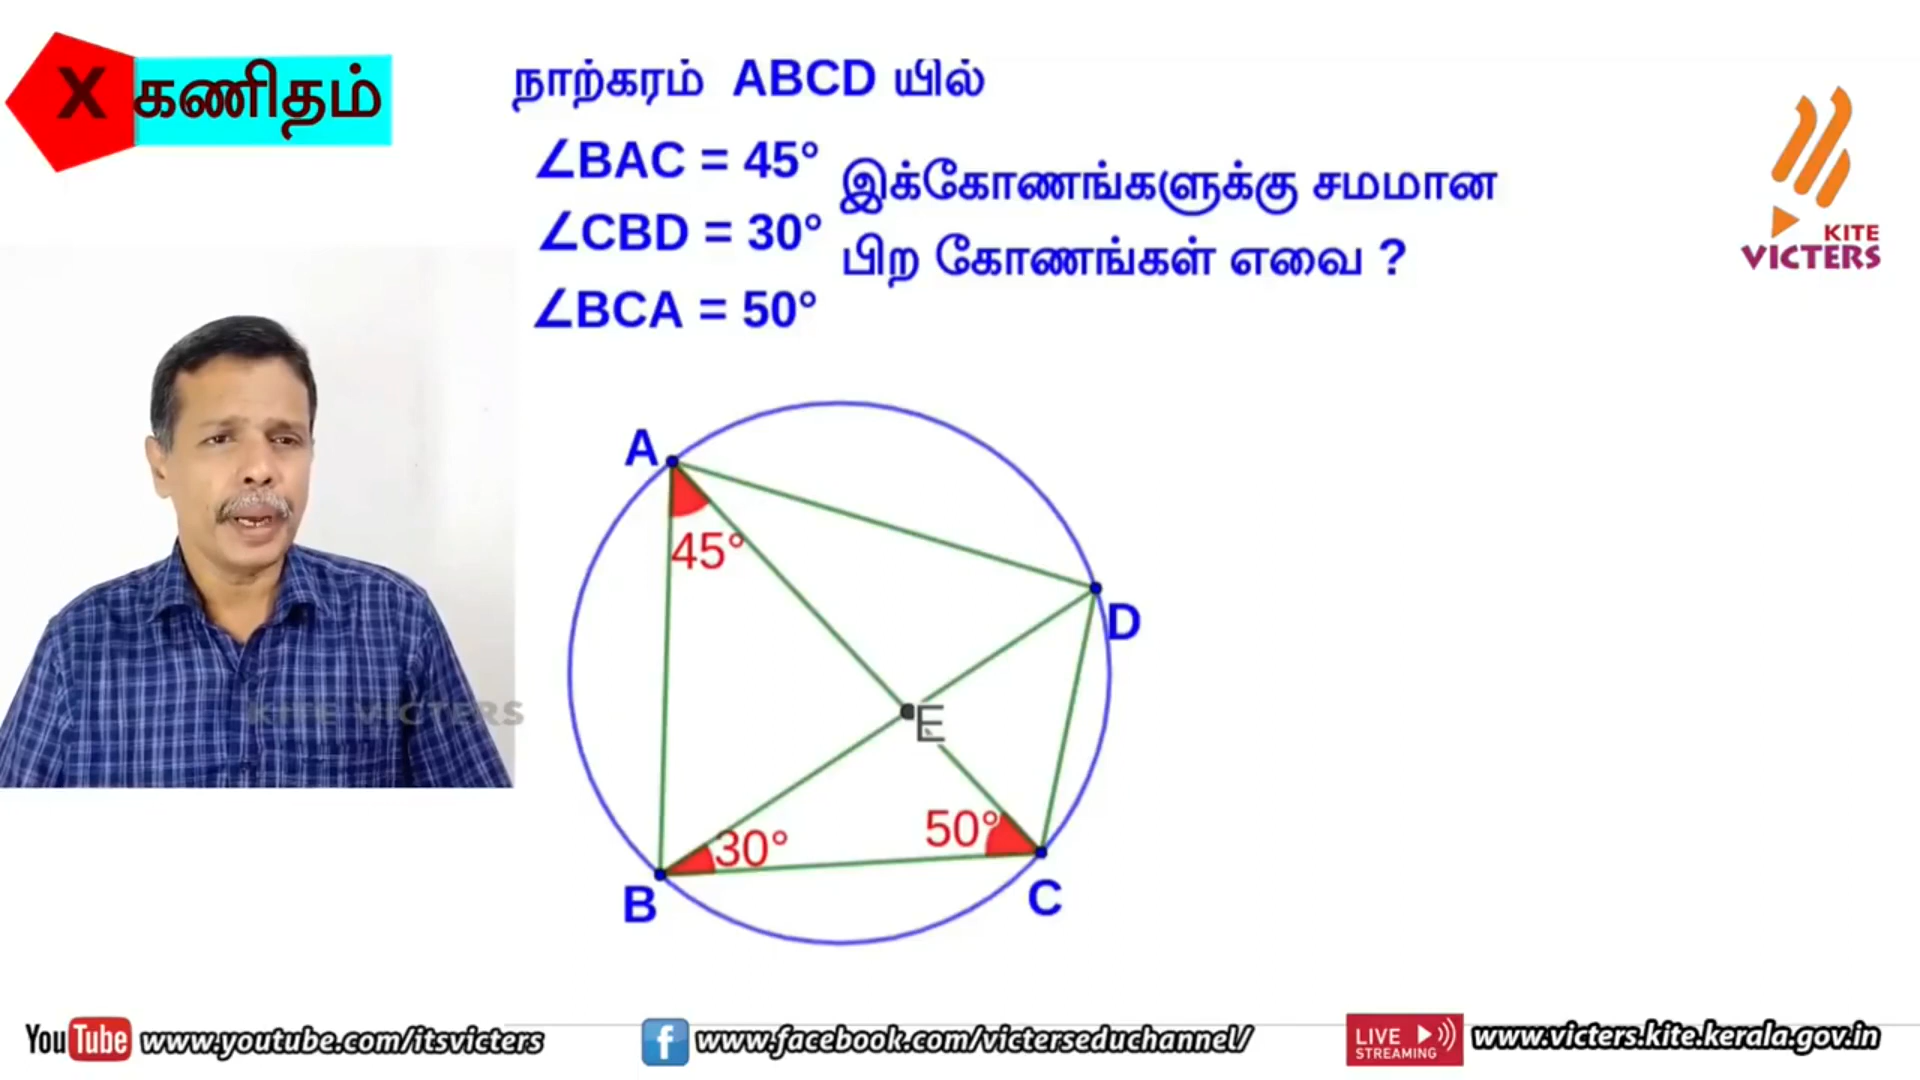 X கணிதம்
நாற்கரம் ABCD யில்
∠BAC = 45°
∠CBD = 30°
∠BCA = 50°
இக்கோணங்களுக்கு சமமான
பிற கோணங்கள் எவை ?
KITE
VICTERS
A
45°
D
E
KITE VICTERS
30°
50°
B
C
YouTube www.youtube.com/itsvicters
f www.facebook.com/victerseduchannel/
LIVE STREAMING www.victers.kite.kerala.gov.in